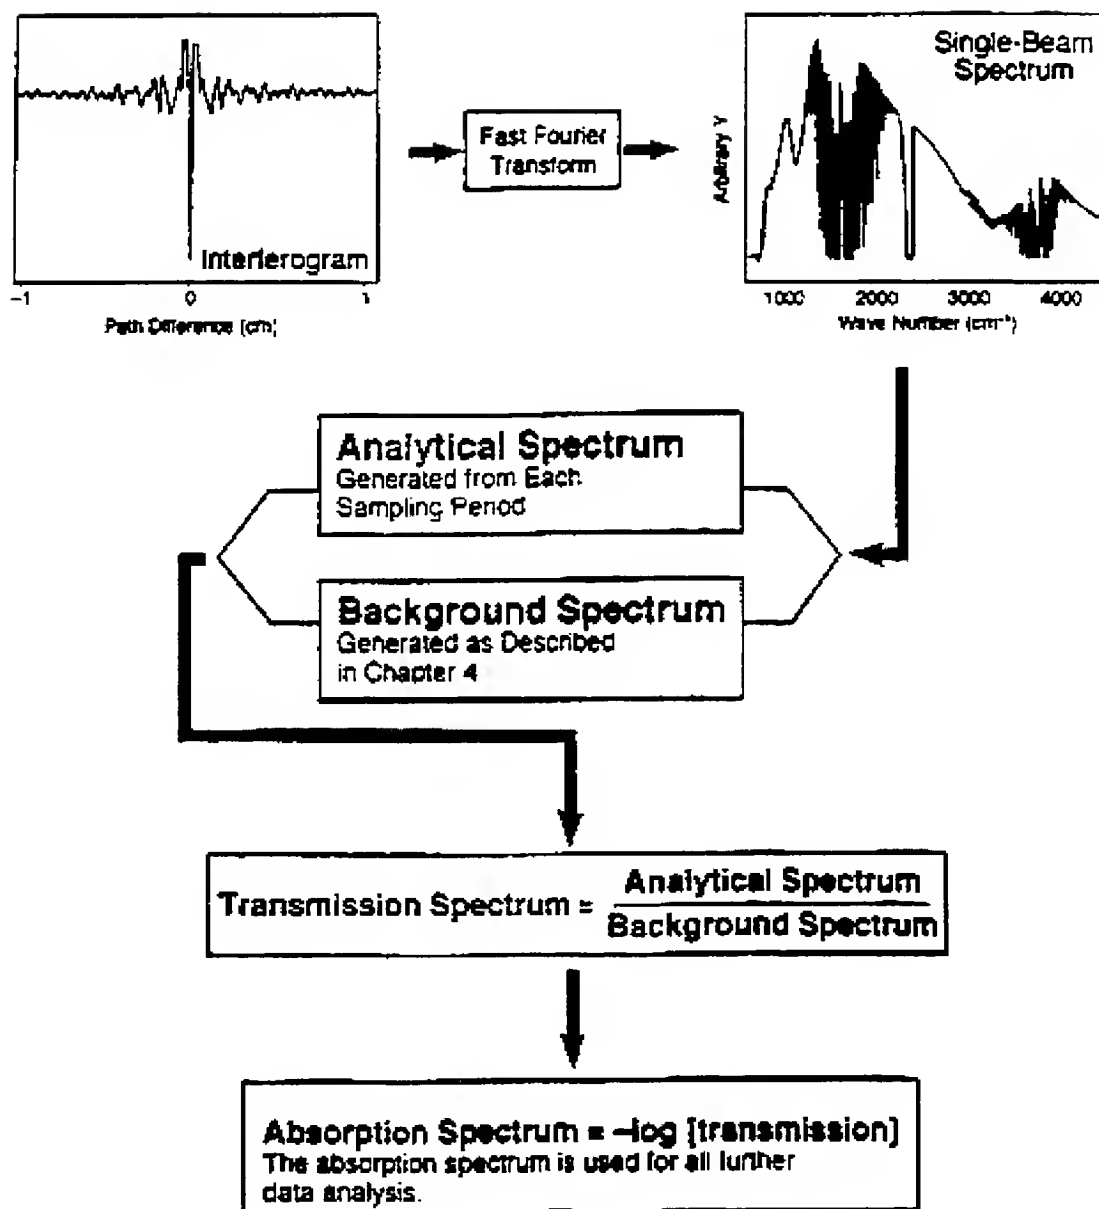 Interferogram
-1 0 1
Path Difference (cm)
Fast Fourier
Transform
Single-Beam
Spectrum
Arbitrary Y
1000 2000 3000 4000
Wave Number (cm⁻¹)
Analytical Spectrum
Generated from Each
Sampling Period
Background Spectrum
Generated as Described
in Chapter 4
Transmission Spectrum = Analytical Spectrum
Background Spectrum
Absorption Spectrum = –log [transmission]
The absorption spectrum is used for all further
data analysis.